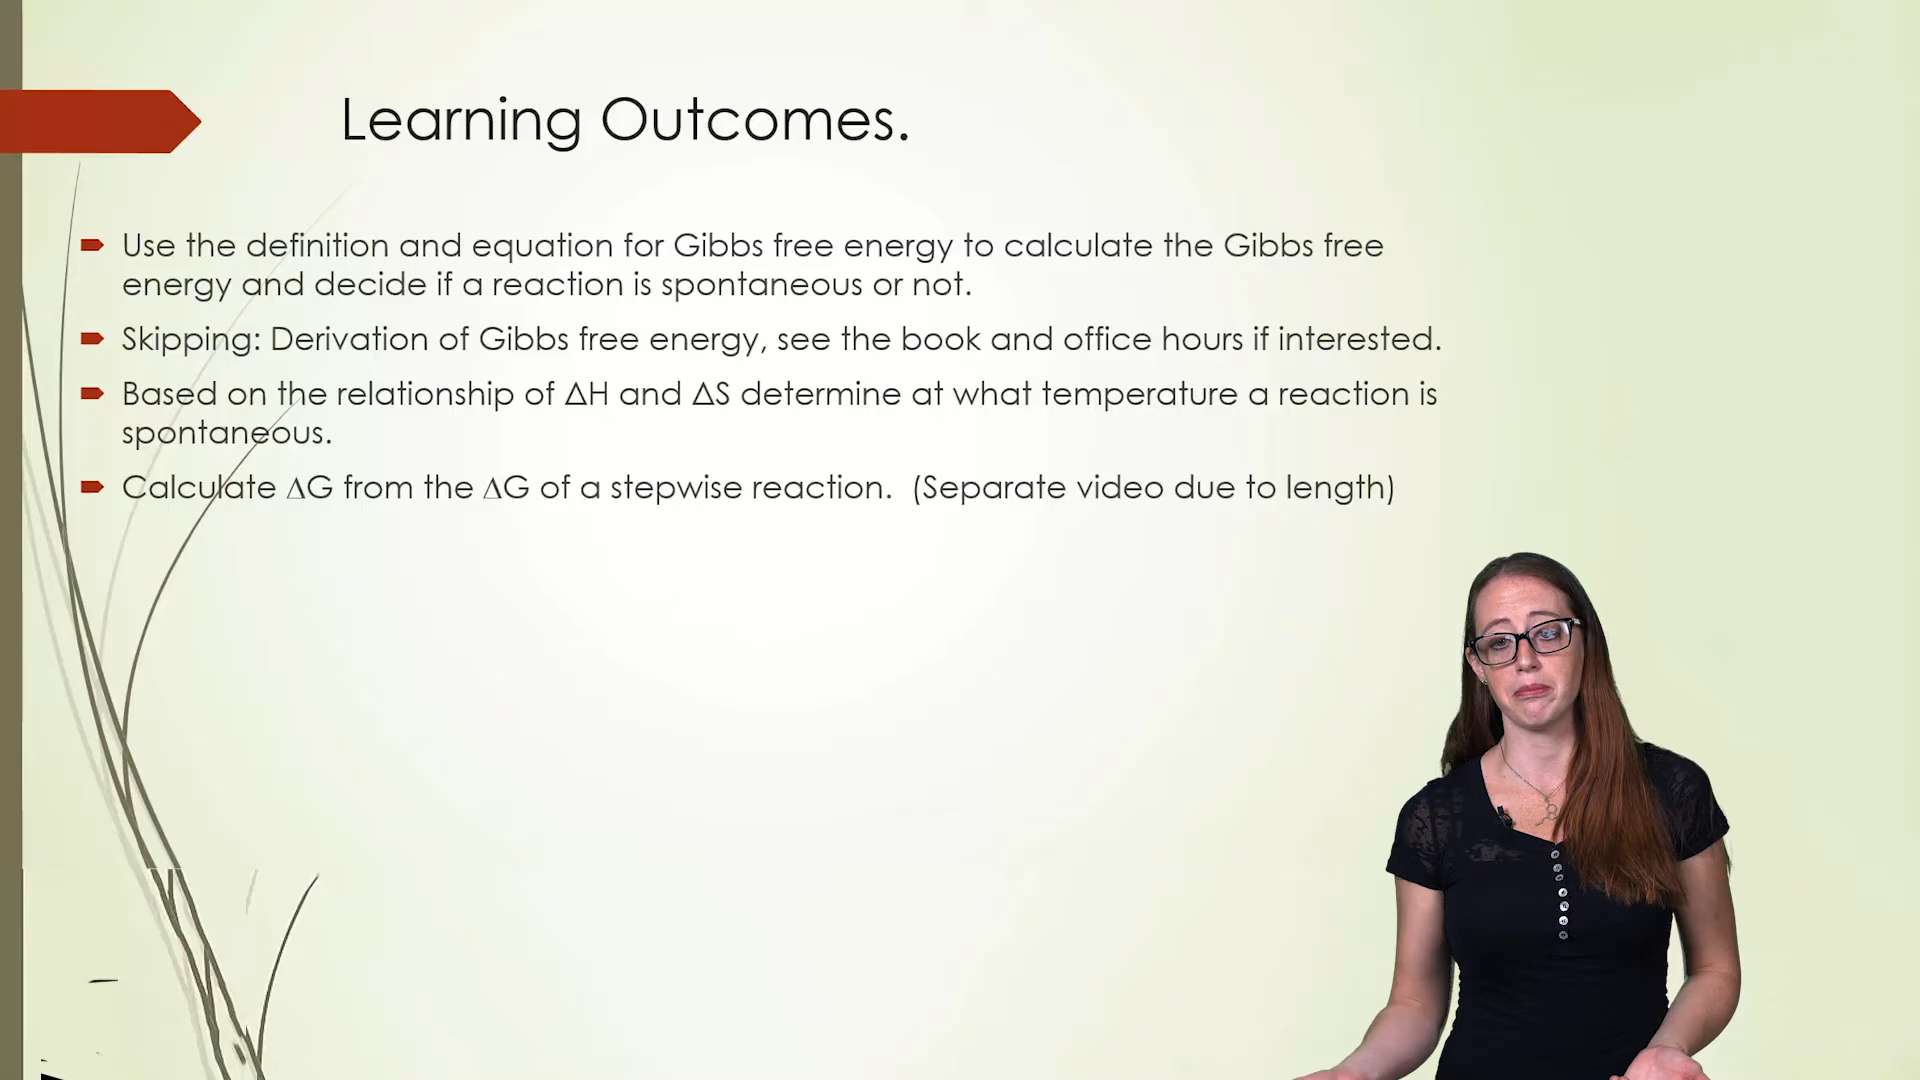 Learning Outcomes.
Use the definition and equation for Gibbs free energy to calculate the Gibbs free
energy and decide if a reaction is spontaneous or not.
Skipping: Derivation of Gibbs free energy, see the book and office hours if interested.
Based on the relationship of ΔH and ΔS determine at what temperature a reaction is
spontaneous.
Calculate ΔG from the ΔG of a stepwise reaction.  (Separate video due to length)